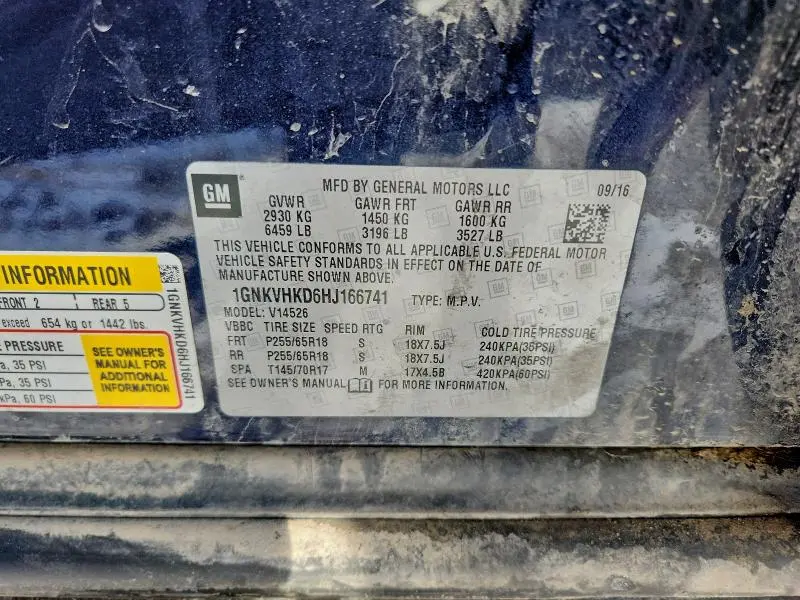 GM
MFD BY GENERAL MOTORS LLC 09/16
GVWR GAWR FRT GAWR RR
2930 KG 1450 KG 1600 KG
6459 LB 3196 LB 3527 LB
THIS VEHICLE CONFORMS TO ALL APPLICABLE U.S. FEDERAL MOTOR
VEHICLE SAFETY STANDARDS IN EFFECT ON THE DATE OF
MANUFACTURE SHOWN ABOVE.
1GNKVHKD6HJ166741 TYPE: M.P.V.
MODEL: V14526
VBBC TIRE SIZE SPEED RTG RIM COLD TIRE PRESSURE
FRT P255/65R18 S 18X7.5J 240KPA(35PSI)
RR P255/65R18 S 18X7.5J 240KPA(35PSI)
SPA T145/70R17 M 17X4.5B 420KPA(60PSI)
SEE OWNER'S MANUAL FOR MORE INFORMATION
INFORMATION
FRONT 2 REAR 5
exceed 654 kg or 1442 lbs.
PRESSURE
a, 35 PSI
Pa, 35 PSI
kPa, 60 PSI
SEE OWNER'S
MANUAL FOR
ADDITIONAL
INFORMATION
1GNKVHKD6HJ166741